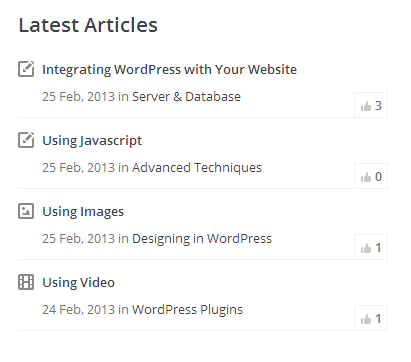 Latest Articles
Integrating WordPress with Your Website
25 Feb, 2013 in Server & Database
3
Using Javascript
25 Feb, 2013 in Advanced Techniques
0
Using Images
25 Feb, 2013 in Designing in WordPress
1
Using Video
24 Feb, 2013 in WordPress Plugins
1